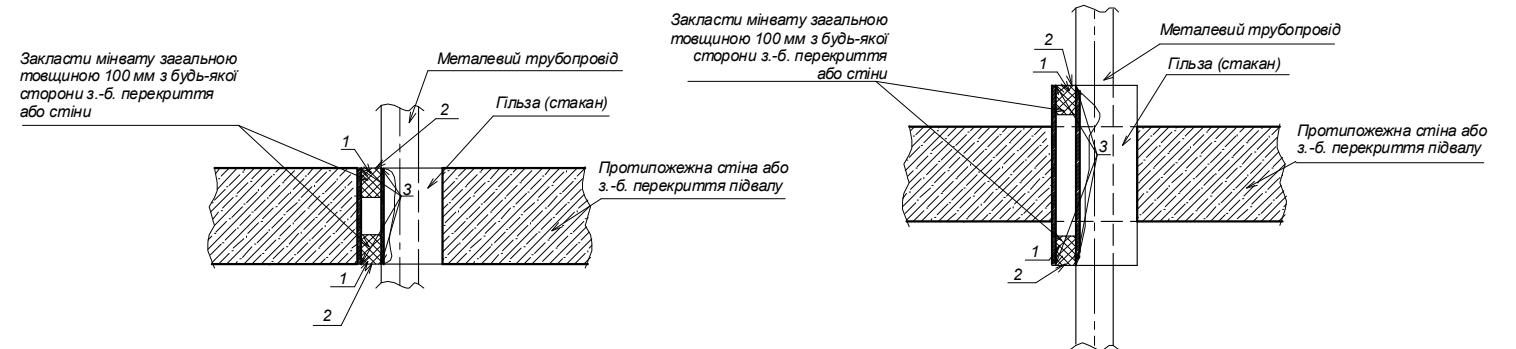 Закласти мінвату загальною
товщиною 100 мм з будь-якої
сторони з.-б. перекриття
або стіни
Металевий трубопровід
Гільза (стакан)
2
1
3
Протипожежна стіна або
з.-б. перекриття підвалу
1
2
Закласти мінвату загальною
товщиною 100 мм з будь-якої
сторони з.-б. перекриття
або стіни
2
1
Металевий трубопровід
Гільза (стакан)
3
Протипожежна стіна або
з.-б. перекриття підвалу
1
2